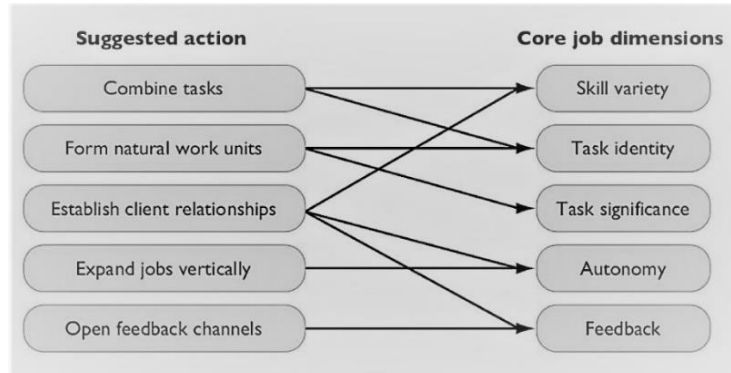 Suggested action
Core job dimensions
Combine tasks
Skill variety
Form natural work units
Task identity
Establish client relationships
Task significance
Expand jobs vertically
Autonomy
Open feedback channels
Feedback